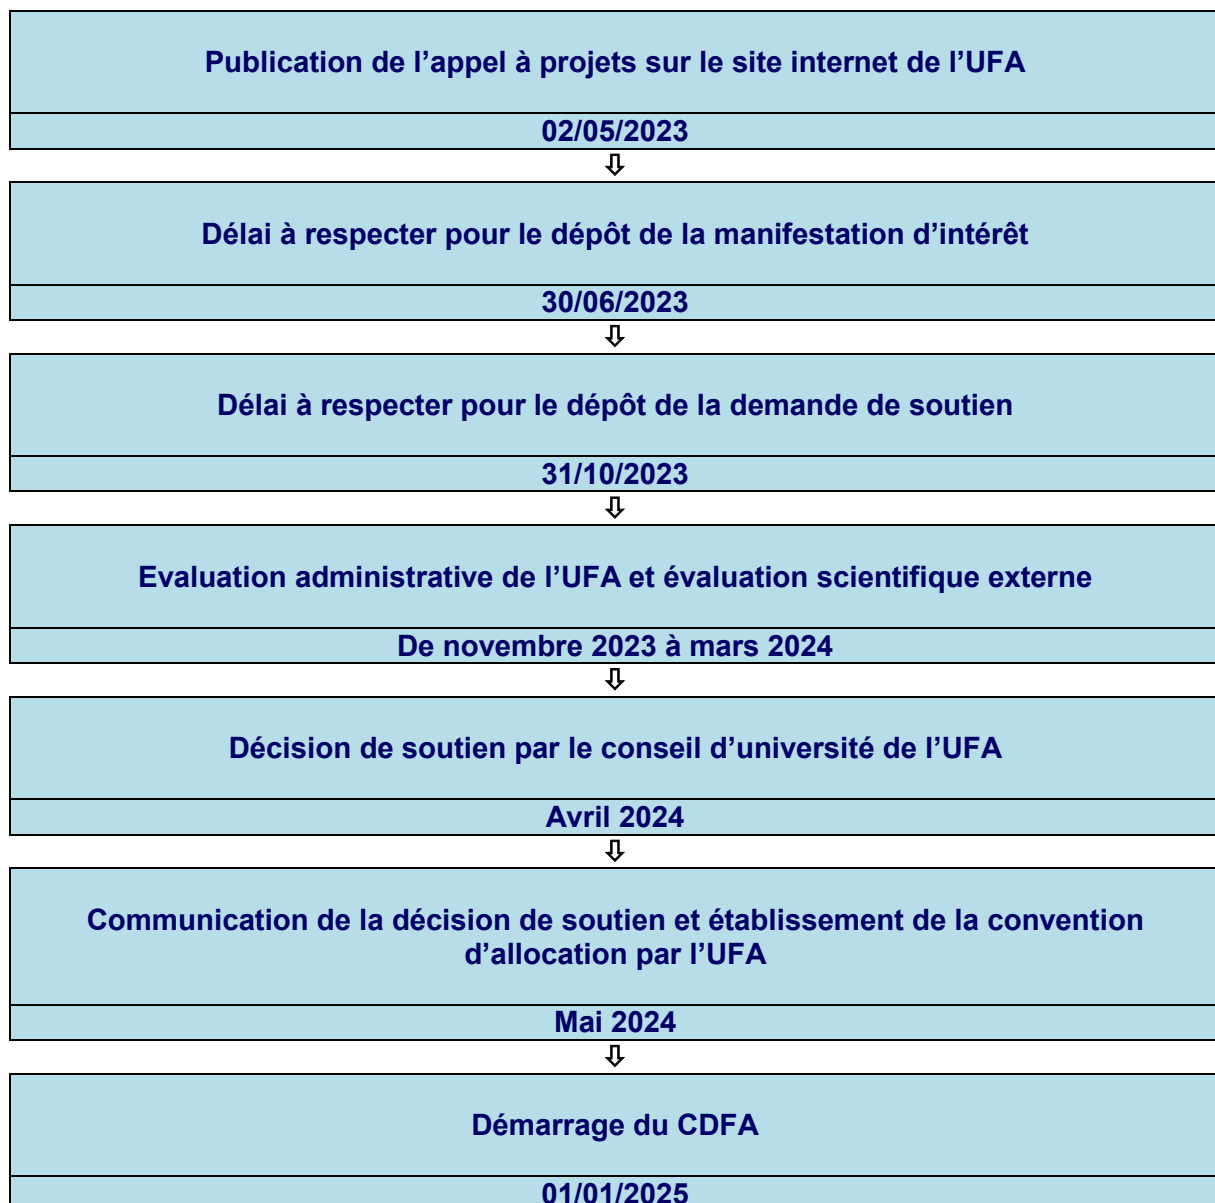 Publication de l’appel à projets sur le site internet de l’UFA
02/05/2023
⇩
Délai à respecter pour le dépôt de la manifestation d’intérêt
30/06/2023
⇩
Délai à respecter pour le dépôt de la demande de soutien
31/10/2023
⇩
Evaluation administrative de l’UFA et évaluation scientifique externe
De novembre 2023 à mars 2024
⇩
Décision de soutien par le conseil d’université de l’UFA
Avril 2024
⇩
Communication de la décision de soutien et établissement de la convention
d’allocation par l’UFA
Mai 2024
⇩
Démarrage du CDFA
01/01/2025